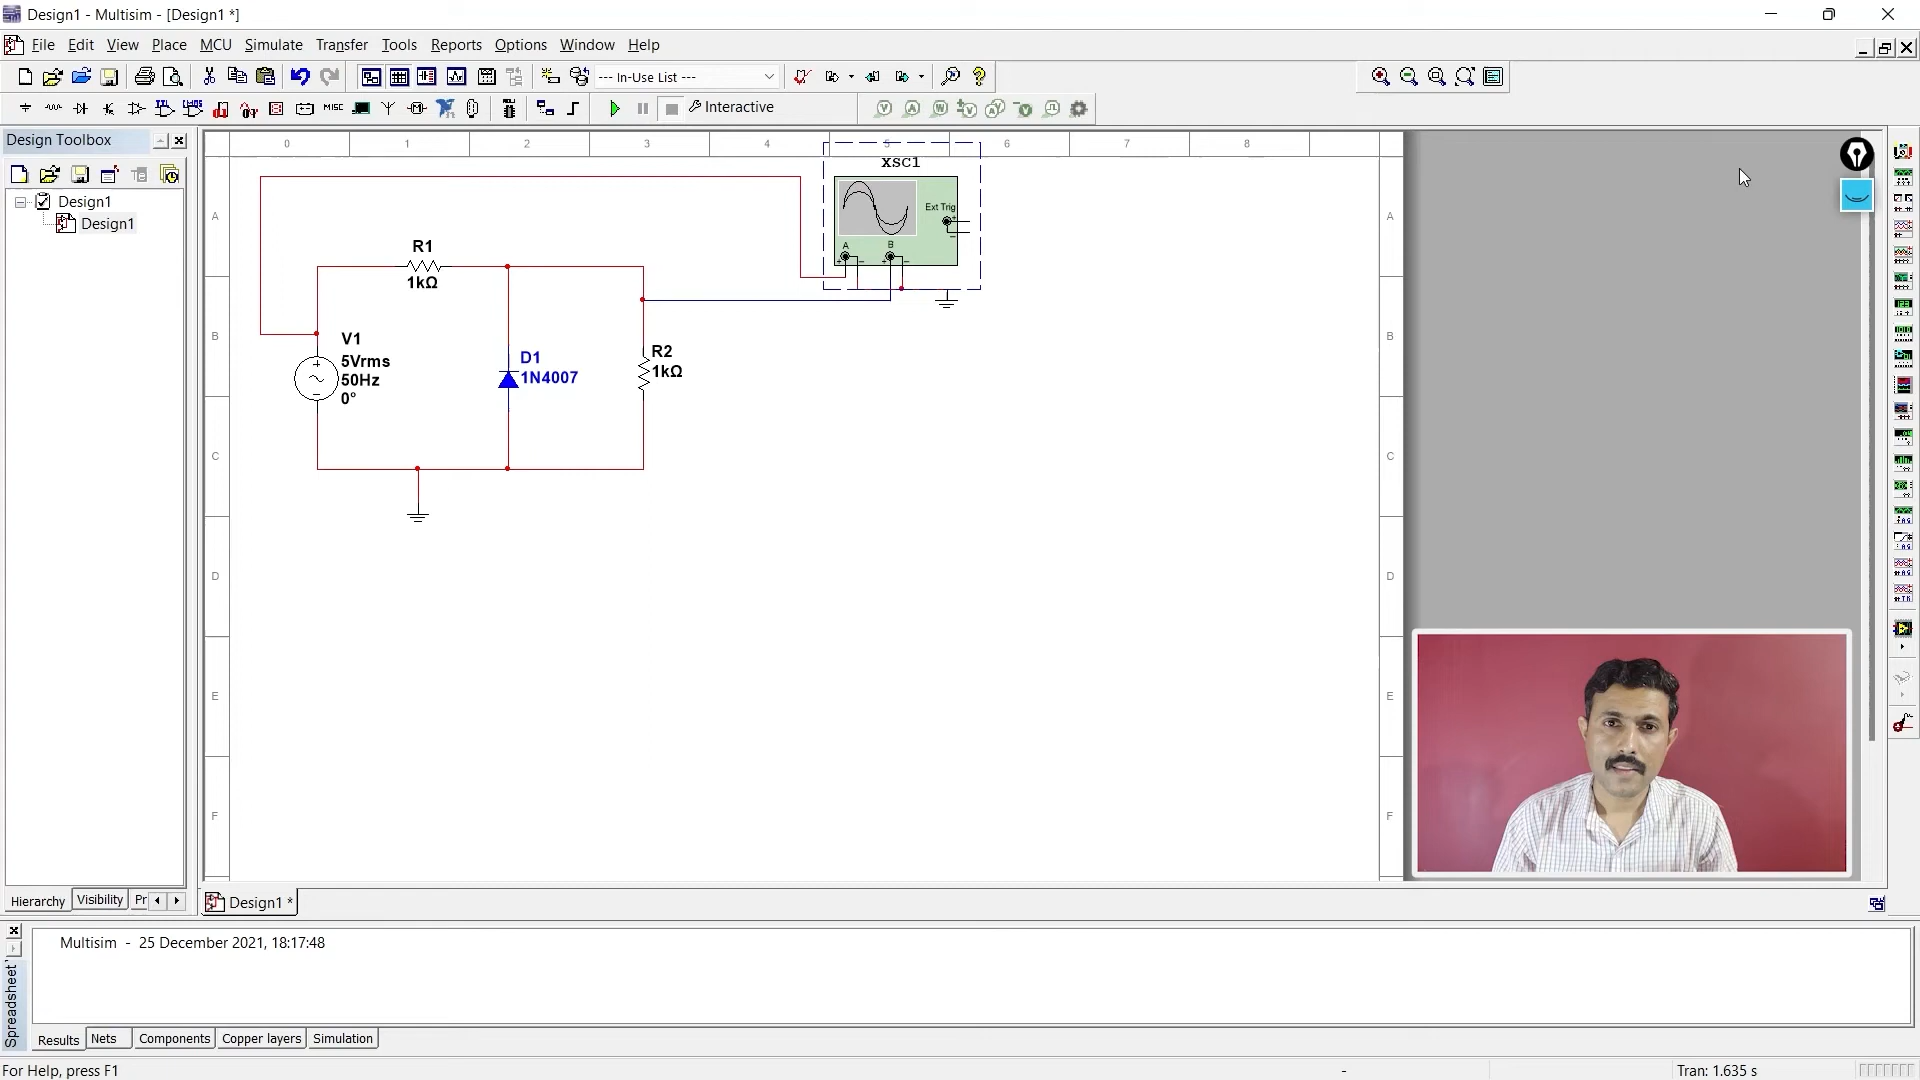 Design1 - Multisim - [Design1 *]
File Edit View Place MCU Simulate Transfer Tools Reports Options Window Help
--- In-Use List ---
MISC
Interactive
Design Toolbox
Design1
Design1
0 1 2 3 4 5 6 7 8
XSC1
Ext Trig
A B
A A
R1
1kΩ
B B
V1
5Vrms
50Hz
0°
D1
1N4007
R2
1kΩ
C C
D D
E E
F F
Hierarchy Visibility Pr
Design1 *
Multisim - 25 December 2021, 18:17:48
Spreadsheet
Results Nets Components Copper layers Simulation
For Help, press F1
-
Tran: 1.635 s